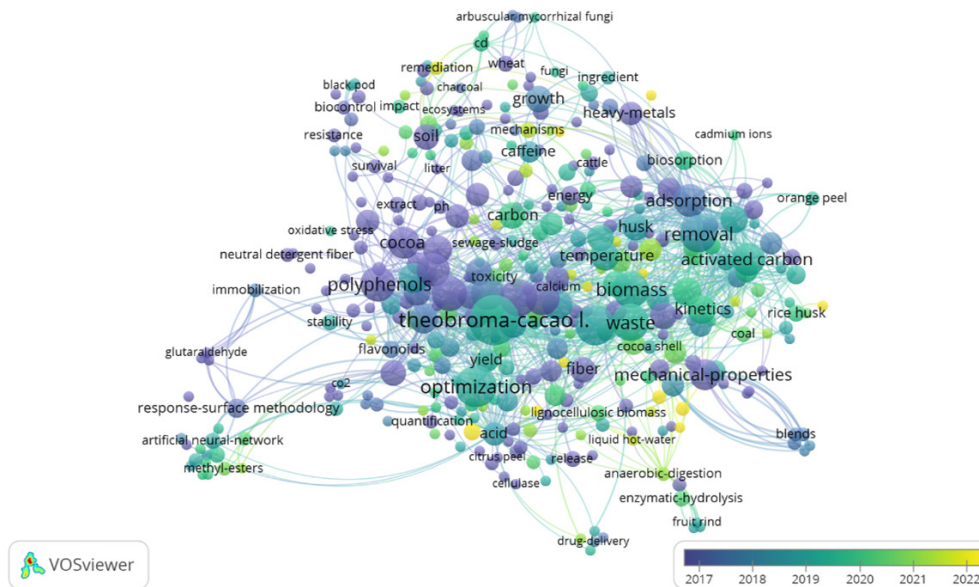 arbuscular mycorrhizal fungi
cd
wheat
remediation
fungi
ingredient
black pod
charcoal
growth
biocontrol
impact
ecosystems
heavy-metals
resistance
soil
mechanisms
cadmium ions
caffeine
biosorption
survival
litter
cattle
energy
orange peel
extract
ph
carbon
adsorption
oxidative stress
husk
removal
neutral detergent fiber
cocoa
sewage-sludge
temperature
activated carbon
immobilization
polyphenols
toxicity
calcium
biomass
stability
theobroma-cacao l.
waste
kinetics
rice husk
coal
glutaraldehyde
flavonoids
yield
cocoa shell
co2
optimization
fiber
mechanical-properties
response-surface methodology
quantification
lignocellulosic biomass
artificial neural-network
acid
liquid hot-water
blends
methyl-esters
citrus peel
release
cellulase
anaerobic-digestion
enzymatic-hydrolysis
fruit rind
drug-delivery
VOSviewer
2017 2018 2019 2020 2021 2022